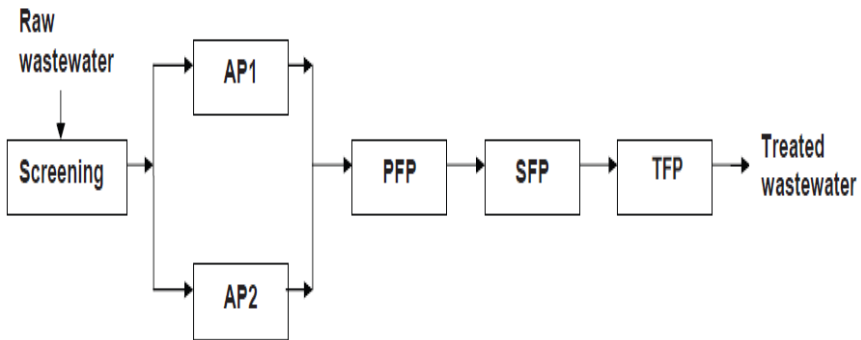 Raw
wastewater
Screening
AP1
AP2
PFP
SFP
TFP
Treated
wastewater